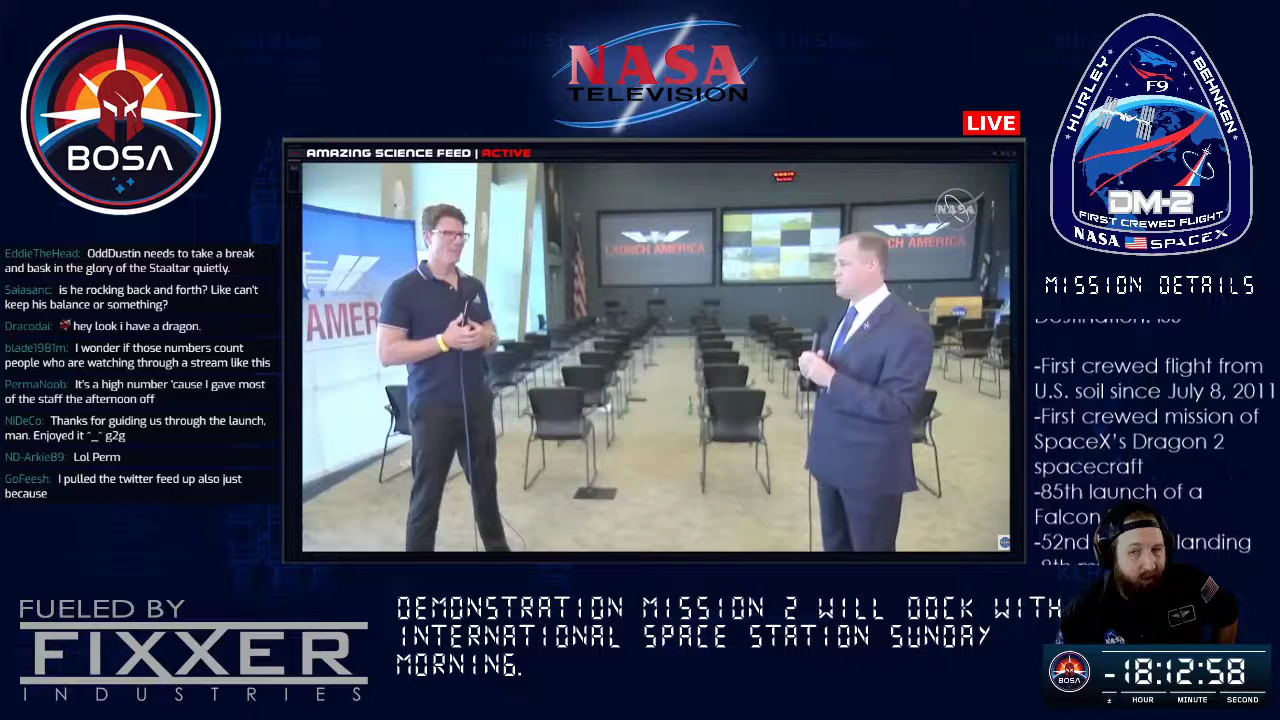 BOSA
NASA
TELEVISION
LIVE
AMAZING SCIENCE FEED | ACTIVE
NASA
LAUNCH AMERICA
AMER
HURLEY
BEHNKEN
F9
DM-2
FIRST CREWED FLIGHT
NASA SPACEX
EddieTheHead: OddDustin needs to take a break
and bask in the glory of the Staaltar quietly.
Saiasanc: is he rocking back and forth? Like can't
keep his balance or something?
Dracodai: hey look i have a dragon.
blade1981m: I wonder if those numbers count
people who are watching through a stream like this
PermaNoob: It's a high number 'cause I gave most
of the staff the afternoon off
NiDeCo: Thanks for guiding us through the launch,
man. Enjoyed it ^_^ g2g
ND-Arkie89: Lol Perm
GoFeesh: I pulled the twitter feed up also just
because
MISSION DETAILS
-First crewed flight from
U.S. soil since July 8, 2011
-First crewed mission of
SpaceX's Dragon 2
spacecraft
-85th launch of a
Falcon
-52nd landing
FUELED BY
FIXXER
INDUSTRIES
DEMONSTRATION MISSION 2 WILL DOCK WITH
INTERNATIONAL SPACE STATION SUNDAY
MORNING.
NASA
BOSA
-18:12:58
± HOUR MINUTE SECOND